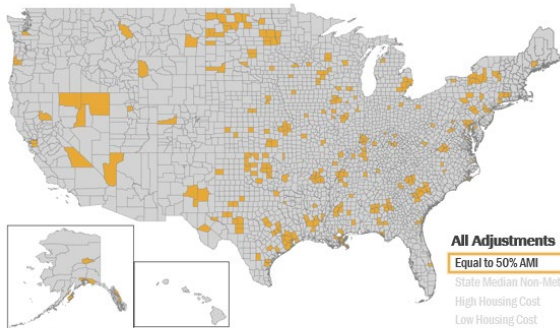 All Adjustments
Equal to 50% AMI
State Median Non-Met
High Housing Cost
Low Housing Cost